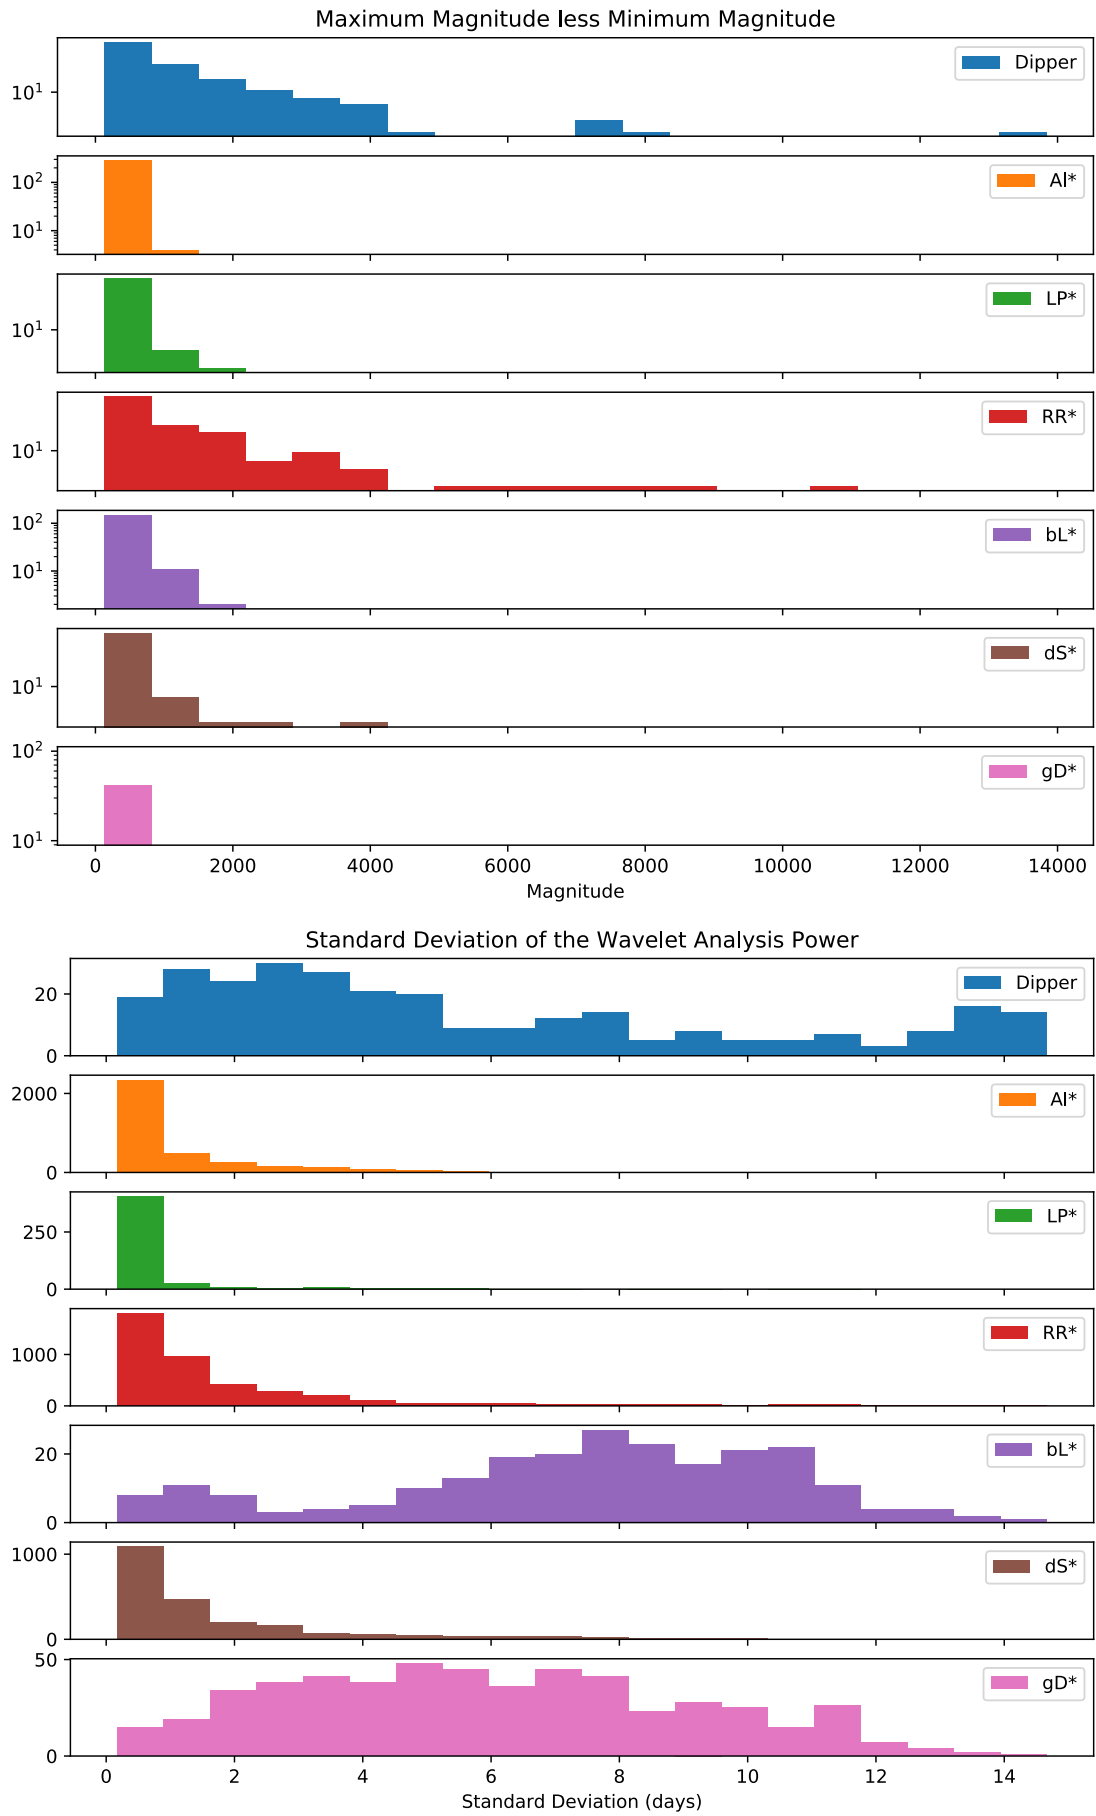 Maximum Magnitude less Minimum Magnitude
10¹
Dipper
10²
10¹
Al*
10¹
LP*
10¹
RR*
10²
10¹
bL*
10¹
dS*
10²
10¹
gD*
0 2000 4000 6000 8000 10000 12000 14000
Magnitude
Standard Deviation of the Wavelet Analysis Power
20
0
Dipper
2000
0
Al*
250
0
LP*
1000
0
RR*
20
0
bL*
1000
0
dS*
50
0
gD*
0 2 4 6 8 10 12 14
Standard Deviation (days)